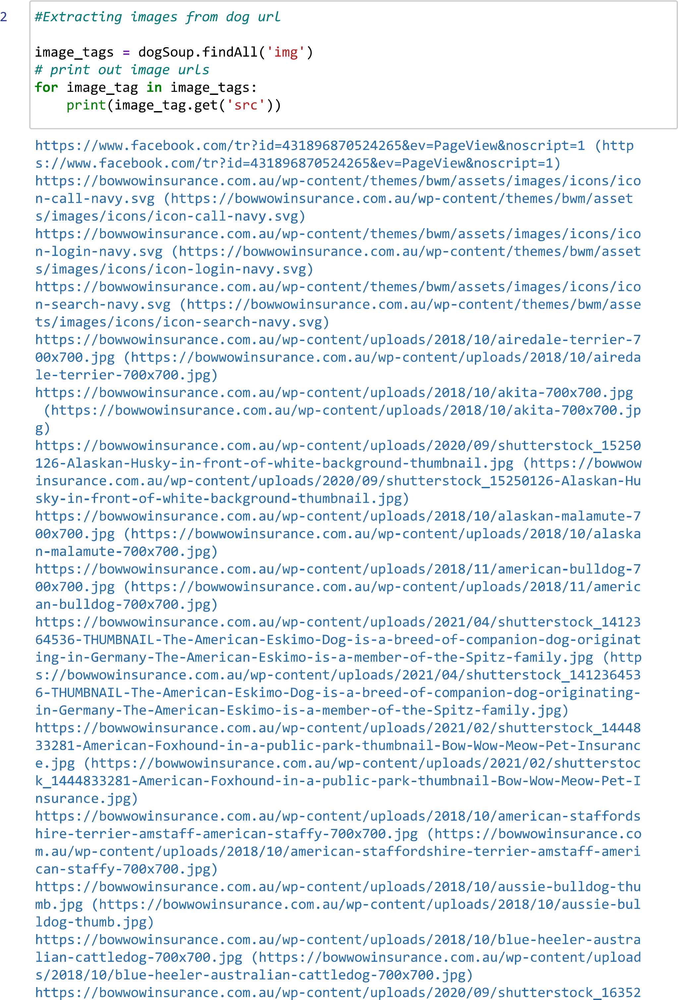 2
#Extracting images from dog url
image_tags = dogSoup.findAll('img')
# print out image urls
for image_tag in image_tags:
    print(image_tag.get('src'))
https://www.facebook.com/tr?id=431896870524265&ev=PageView&noscript=1 (http
s://www.facebook.com/tr?id=431896870524265&ev=PageView&noscript=1)
https://bowwowinsurance.com.au/wp-content/themes/bwm/assets/images/icons/ico
n-call-navy.svg (https://bowwowinsurance.com.au/wp-content/themes/bwm/asset
s/images/icons/icon-call-navy.svg)
https://bowwowinsurance.com.au/wp-content/themes/bwm/assets/images/icons/ico
n-login-navy.svg (https://bowwowinsurance.com.au/wp-content/themes/bwm/asset
s/images/icons/icon-login-navy.svg)
https://bowwowinsurance.com.au/wp-content/themes/bwm/assets/images/icons/ico
n-search-navy.svg (https://bowwowinsurance.com.au/wp-content/themes/bwm/asse
ts/images/icons/icon-search-navy.svg)
https://bowwowinsurance.com.au/wp-content/uploads/2018/10/airedale-terrier-7
00x700.jpg (https://bowwowinsurance.com.au/wp-content/uploads/2018/10/aireda
le-terrier-700x700.jpg)
https://bowwowinsurance.com.au/wp-content/uploads/2018/10/akita-700x700.jpg
 (https://bowwowinsurance.com.au/wp-content/uploads/2018/10/akita-700x700.jp
g)
https://bowwowinsurance.com.au/wp-content/uploads/2020/09/shutterstock_15250
126-Alaskan-Husky-in-front-of-white-background-thumbnail.jpg (https://bowwow
insurance.com.au/wp-content/uploads/2020/09/shutterstock_15250126-Alaskan-Hu
sky-in-front-of-white-background-thumbnail.jpg)
https://bowwowinsurance.com.au/wp-content/uploads/2018/10/alaskan-malamute-7
00x700.jpg (https://bowwowinsurance.com.au/wp-content/uploads/2018/10/alaska
n-malamute-700x700.jpg)
https://bowwowinsurance.com.au/wp-content/uploads/2018/11/american-bulldog-7
00x700.jpg (https://bowwowinsurance.com.au/wp-content/uploads/2018/11/americ
an-bulldog-700x700.jpg)
https://bowwowinsurance.com.au/wp-content/uploads/2021/04/shutterstock_14123
64536-THUMBNAIL-The-American-Eskimo-Dog-is-a-breed-of-companion-dog-originat
ing-in-Germany-The-American-Eskimo-is-a-member-of-the-Spitz-family.jpg (http
s://bowwowinsurance.com.au/wp-content/uploads/2021/04/shutterstock_141236453
6-THUMBNAIL-The-American-Eskimo-Dog-is-a-breed-of-companion-dog-originating-
in-Germany-The-American-Eskimo-is-a-member-of-the-Spitz-family.jpg)
https://bowwowinsurance.com.au/wp-content/uploads/2021/02/shutterstock_14448
33281-American-Foxhound-in-a-public-park-thumbnail-Bow-Wow-Meow-Pet-Insuranc
e.jpg (https://bowwowinsurance.com.au/wp-content/uploads/2021/02/shutterstoc
k_1444833281-American-Foxhound-in-a-public-park-thumbnail-Bow-Wow-Meow-Pet-I
nsurance.jpg)
https://bowwowinsurance.com.au/wp-content/uploads/2018/10/american-staffords
hire-terrier-amstaff-american-staffy-700x700.jpg (https://bowwowinsurance.co
m.au/wp-content/uploads/2018/10/american-staffordshire-terrier-amstaff-ameri
can-staffy-700x700.jpg)
https://bowwowinsurance.com.au/wp-content/uploads/2018/10/aussie-bulldog-thu
mb.jpg (https://bowwowinsurance.com.au/wp-content/uploads/2018/10/aussie-bul
ldog-thumb.jpg)
https://bowwowinsurance.com.au/wp-content/uploads/2018/10/blue-heeler-austra
lian-cattledog-700x700.jpg (https://bowwowinsurance.com.au/wp-content/upload
s/2018/10/blue-heeler-australian-cattledog-700x700.jpg)
https://bowwowinsurance.com.au/wp-content/uploads/2020/09/shutterstock_16352